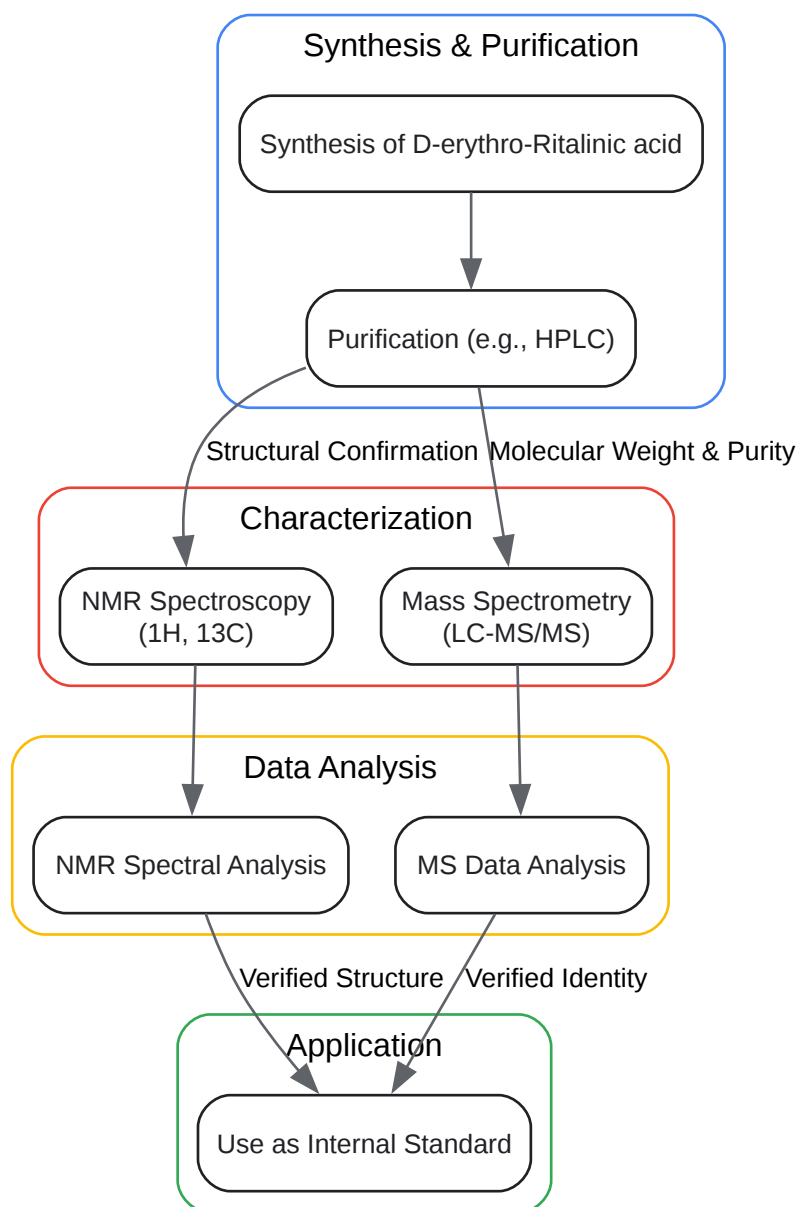 Synthesis & Purification
Synthesis of D-erythro-Ritalinic acid
Purification (e.g., HPLC)
Structural Confirmation
Molecular Weight & Purity
Characterization
NMR Spectroscopy
(1H, 13C)
Mass Spectrometry
(LC-MS/MS)
Data Analysis
NMR Spectral Analysis
MS Data Analysis
Verified Structure
Verified Identity
Application
Use as Internal Standard